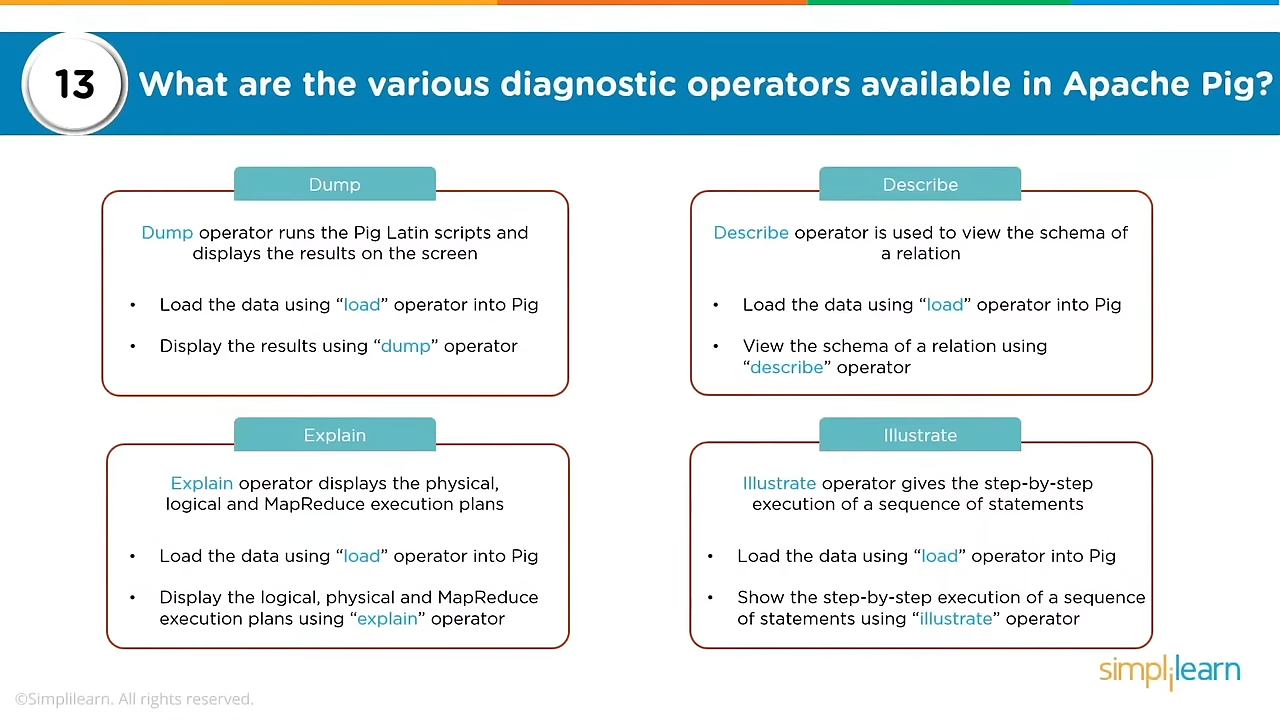 13
What are the various diagnostic operators available in Apache Pig?
Dump
Dump operator runs the Pig Latin scripts and
displays the results on the screen
• Load the data using “load” operator into Pig
• Display the results using “dump” operator
Describe
Describe operator is used to view the schema of
a relation
• Load the data using “load” operator into Pig
• View the schema of a relation using
“describe” operator
Explain
Explain operator displays the physical,
logical and MapReduce execution plans
• Load the data using “load” operator into Pig
• Display the logical, physical and MapReduce
execution plans using “explain” operator
Illustrate
Illustrate operator gives the step-by-step
execution of a sequence of statements
• Load the data using “load” operator into Pig
• Show the step-by-step execution of a sequence
of statements using “illustrate” operator
simplilearn
©Simplilearn. All rights reserved.